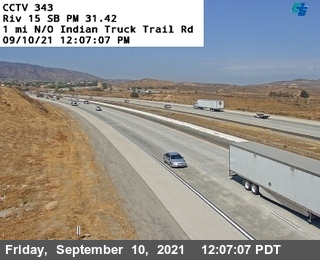 CCTV 343
Riv 15 SB PM 31.42
1 mi N/O Indian Truck Trail Rd
09/10/21 12:07:07 PM
Friday, September 10, 2021 12:07:07 PDT